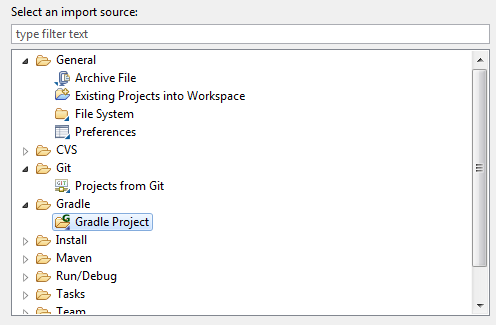 Select an import source:
type filter text
General
Archive File
Existing Projects into Workspace
File System
Preferences
CVS
Git
GIT
Projects from Git
Gradle
G
Gradle Project
Install
Maven
Run/Debug
Tasks
Team